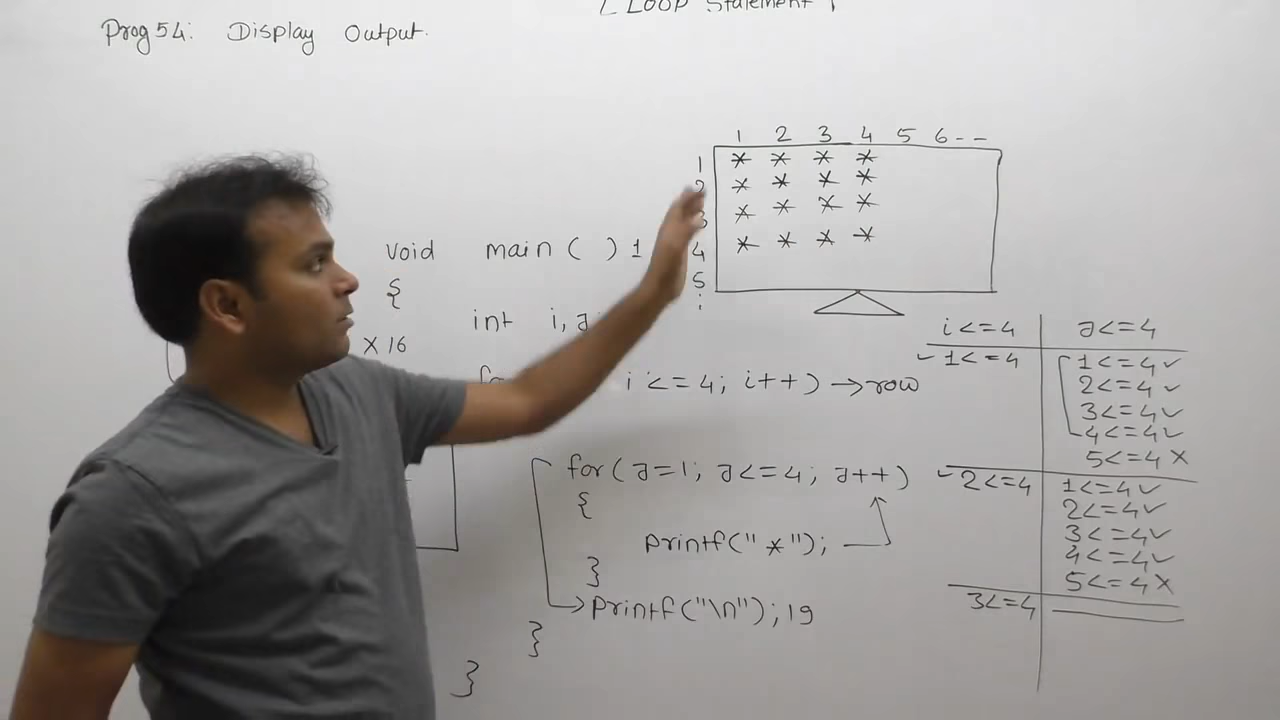 [ Loop Statement ]
Prog 54: Display Output.
1 2 3 4 5 6--
1 * * * *
2 * * * *
3 * * * *
4 * * * *
5
void main ( ) 1
{
int i, j;
X 16
i <= 4; i++) → row
for( j=1; j<=4; j++)
{
printf("*");
}
printf("\n"); 19
}
}
i<=4 j<=4
✓ 1<=4 1<=4 ✓
2<=4 ✓
3<=4 ✓
4<=4 ✓
5<=4 X
✓ 2<=4 1<=4 ✓
2<=4 ✓
3<=4 ✓
4<=4 ✓
5<=4 X
3<=4